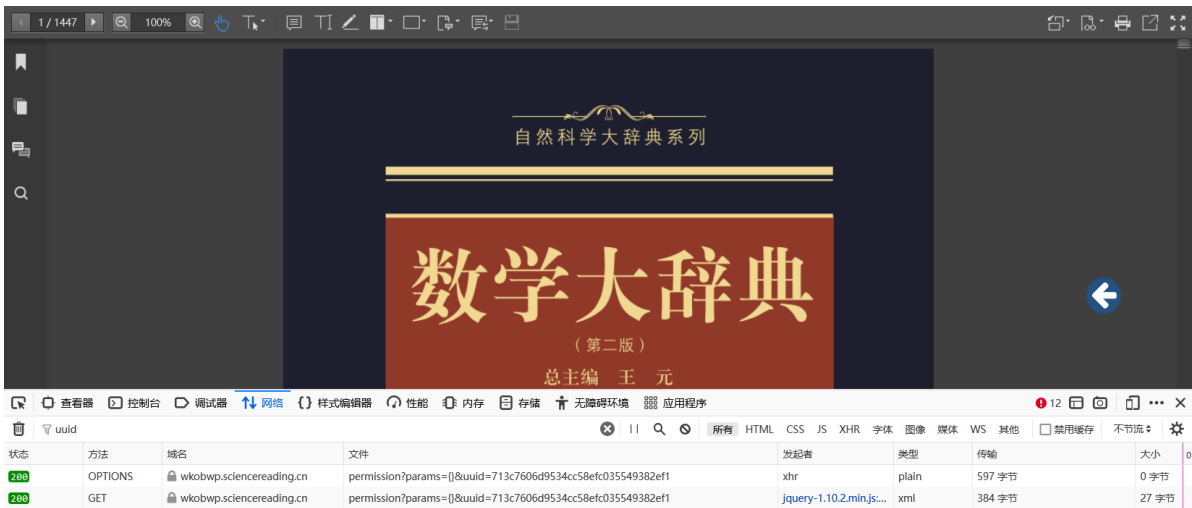 1 / 1447 100%
自然科学大辞典系列
数学大辞典
（第二版）
总主编 王 元
查看器 控制台 调试器 网络 样式编辑器 性能 内存 存储 无障碍环境 应用程序 12
uuid 所有 HTML CSS JS XHR 字体 图像 媒体 WS 其他 禁用缓存 不节流
状态 方法 域名 文件 发起者 类型 传输 大小 0
200 OPTIONS wkobwp.sciencereading.cn permission?params={}&uuid=713c7606d9534cc58efc035549382ef1 xhr plain 597 字节 0 字节
200 GET wkobwp.sciencereading.cn permission?params={}&uuid=713c7606d9534cc58efc035549382ef1 jquery-1.10.2.min.js:... xml 384 字节 27 字节